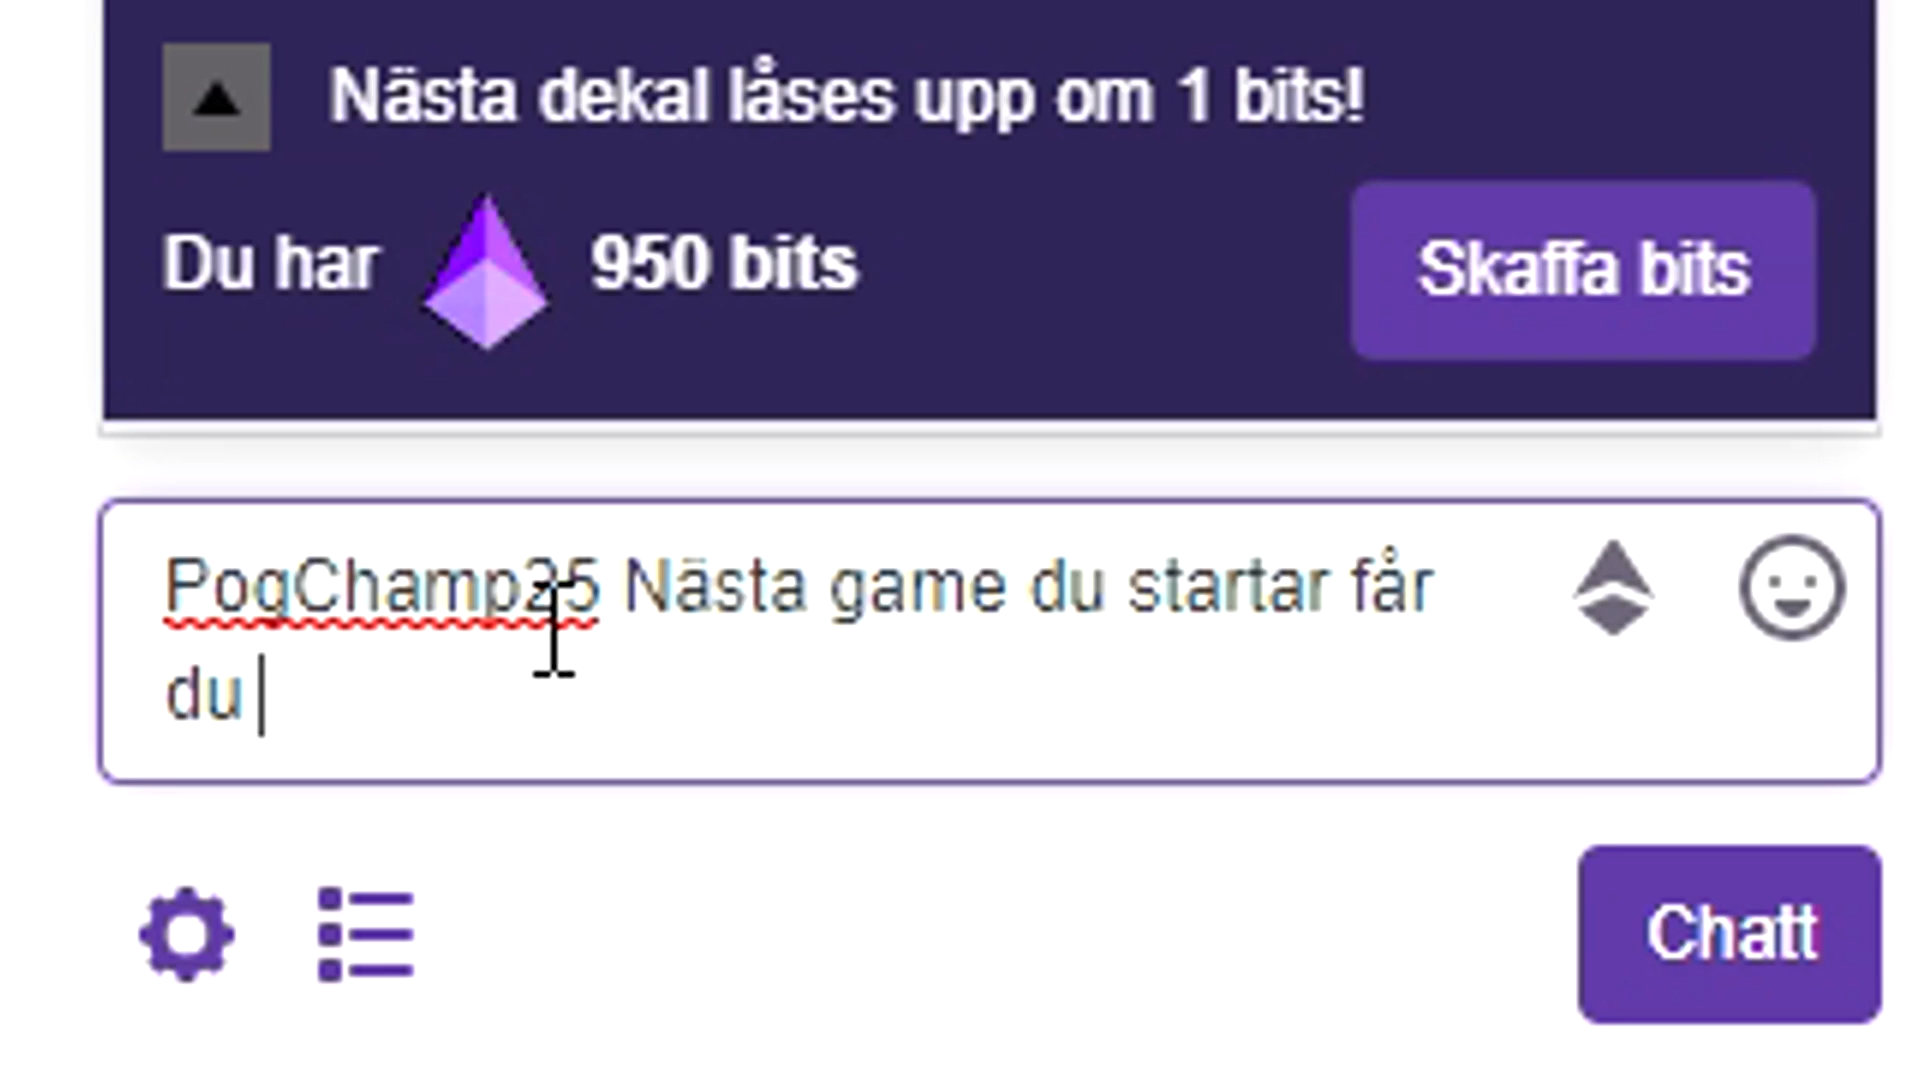 Nästa dekal låses upp om 1 bits!
Du har 950 bits
Skaffa bits
PogChamp25 Nästa game du startar får
du
Chatt